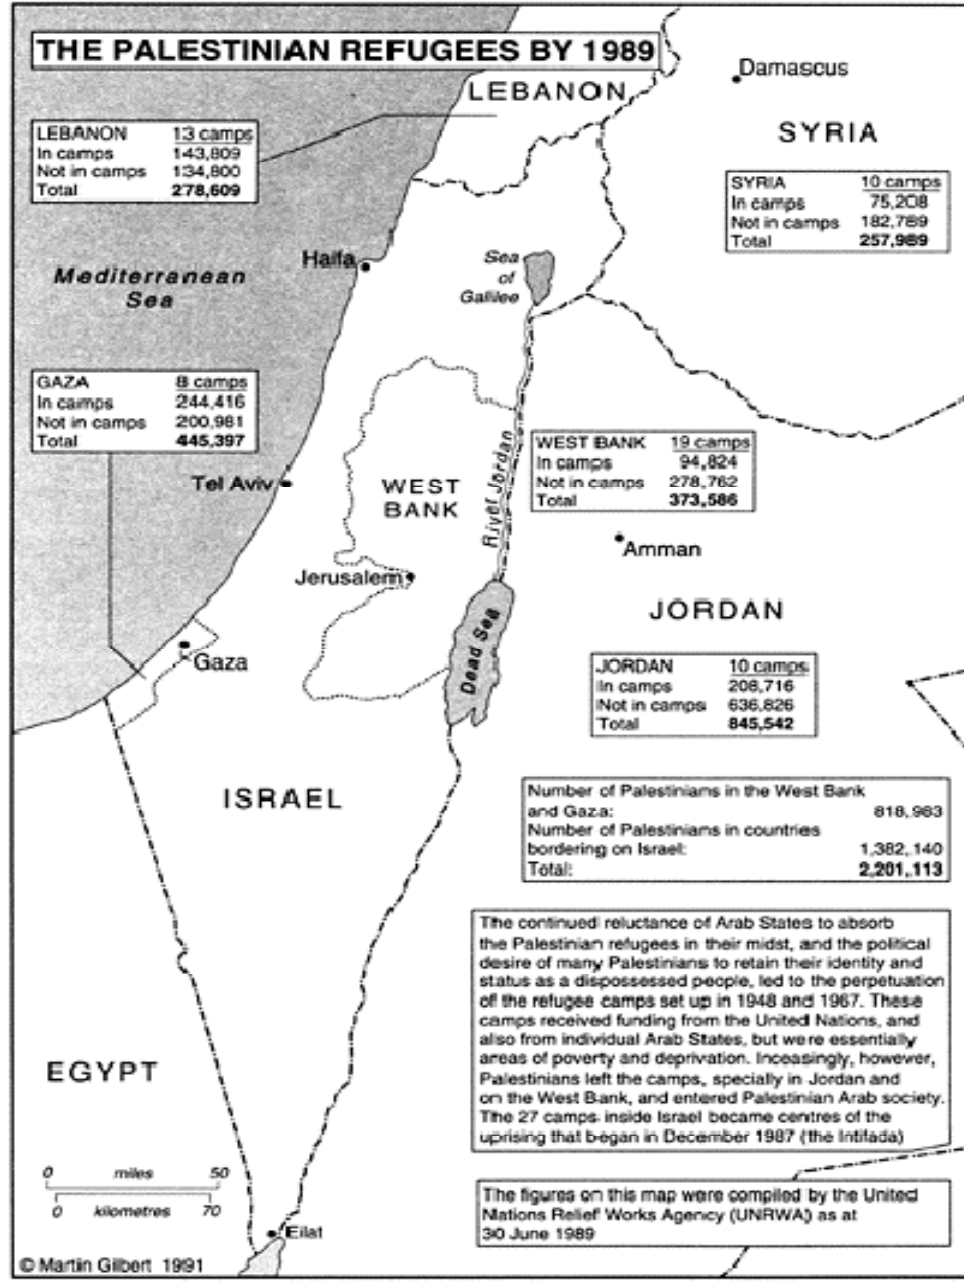 THE PALESTINIAN REFUGEES BY 1989
Damascus
LEBANON
SYRIA
LEBANON 13 camps
In camps 143,809
Not in camps 134,800
Total 278,609
SYRIA 10 camps
In camps 75,208
Not in camps 182,789
Total 257,989
Haifa
Sea
of
Galilee
Mediterranean
Sea
GAZA 8 camps
In camps 244,416
Not in camps 200,981
Total 445,397
WEST BANK 19 camps
In camps 94,824
Not in camps 278,762
Total 373,586
River Jordan
Tel Aviv
WEST
BANK
Amman
Jerusalem
JORDAN
Dead Sea
Gaza
JORDAN 10 camps
In camps 208,716
Not in camps 636,826
Total 845,542
ISRAEL
Number of Palestinians in the West Bank
and Gaza: 818,983
Number of Palestinians in countries
bordering on Israel: 1,382,140
Total: 2,201,113
The continued reluctance of Arab States to absorb
the Palestinian refugees in their midst, and the political
desire of many Palestinians to retain their identity and
status as a dispossessed people, led to the perpetuation
of the refugee camps set up in 1948 and 1967. These
camps received funding from the United Nations, and
also from individual Arab States, but were essentially
areas of poverty and deprivation. Inceasingly, however,
Palestinians left the camps, specially in Jordan and
on the West Bank, and entered Palestinian Arab society.
The 27 camps inside Israel became centres of the
uprising that began in December 1987 (the Intifada)
EGYPT
0 miles 50
0 kilometres 70
The figures on this map were compiled by the United
Nations Relief Works Agency (UNRWA) as at
30 June 1989
Eilat
© Martin Gilbert 1991